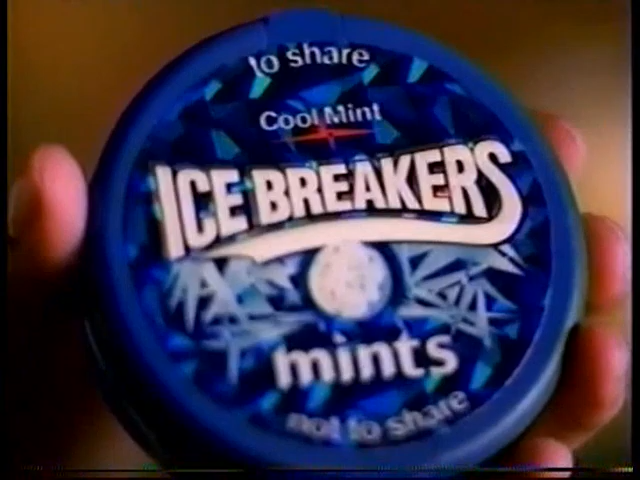 to share
Cool Mint
ICE BREAKERS
mints
not to share